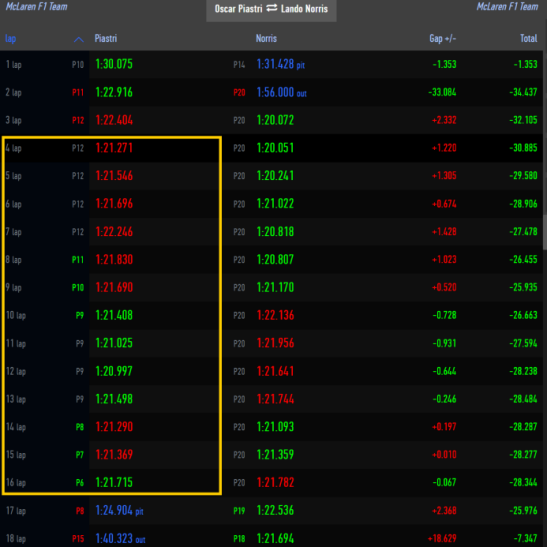 McLaren F1 Team Oscar Piastri ⇄ Lando Norris McLaren F1 Team
lap Piastri Norris Gap +/- Total
1 lap P10 1:30.075 P14 1:31.428 pit -1.353 -1.353
2 lap P11 1:22.916 P20 1:56.000 out -33.084 -34.437
3 lap P12 1:22.404 P20 1:20.072 +2.332 -32.105
4 lap P12 1:21.271 P20 1:20.051 +1.220 -30.885
5 lap P12 1:21.546 P20 1:20.241 +1.305 -29.580
6 lap P12 1:21.696 P20 1:21.022 +0.674 -28.906
7 lap P12 1:22.246 P20 1:20.818 +1.428 -27.478
8 lap P11 1:21.830 P20 1:20.807 +1.023 -26.455
9 lap P10 1:21.690 P20 1:21.170 +0.520 -25.935
10 lap P9 1:21.408 P20 1:22.136 -0.728 -26.663
11 lap P9 1:21.025 P20 1:21.956 -0.931 -27.594
12 lap P9 1:20.997 P20 1:21.641 -0.644 -28.238
13 lap P9 1:21.498 P20 1:21.744 -0.246 -28.484
14 lap P8 1:21.290 P20 1:21.093 +0.197 -28.287
15 lap P7 1:21.369 P20 1:21.359 +0.010 -28.277
16 lap P6 1:21.715 P20 1:21.782 -0.067 -28.344
17 lap P8 1:24.904 pit P19 1:22.536 +2.368 -25.976
18 lap P15 1:40.323 out P18 1:21.694 +18.629 -7.347